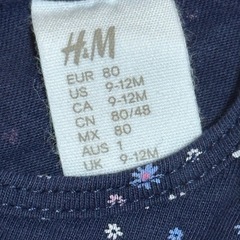 H&M
EUR 80
US 9-12M
CA 9-12M
CN 80/48
MX 80
AUS 1
UK 9-12M